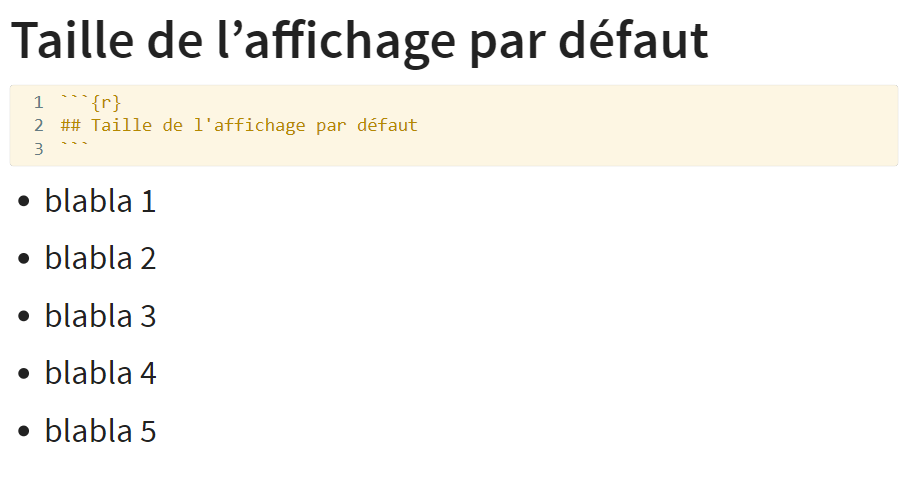 Taille de l’affichage par défaut
1 ```{r}
2 ## Taille de l'affichage par défaut
3 ```
• blabla 1
• blabla 2
• blabla 3
• blabla 4
• blabla 5